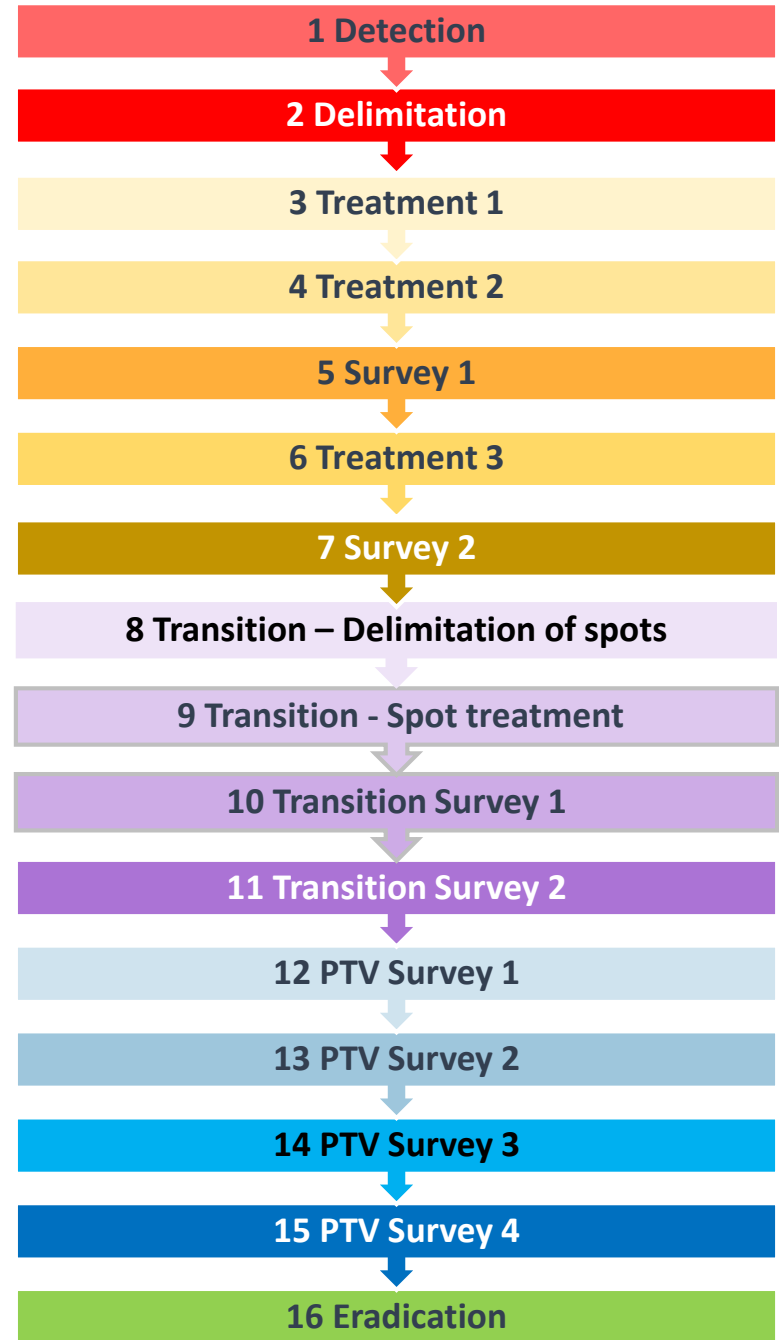 1 Detection
2 Delimitation
3 Treatment 1
4 Treatment 2
5 Survey 1
6 Treatment 3
7 Survey 2
8 Transition – Delimitation of spots
9 Transition - Spot treatment
10 Transition Survey 1
11 Transition Survey 2
12 PTV Survey 1
13 PTV Survey 2
14 PTV Survey 3
15 PTV Survey 4
16 Eradication